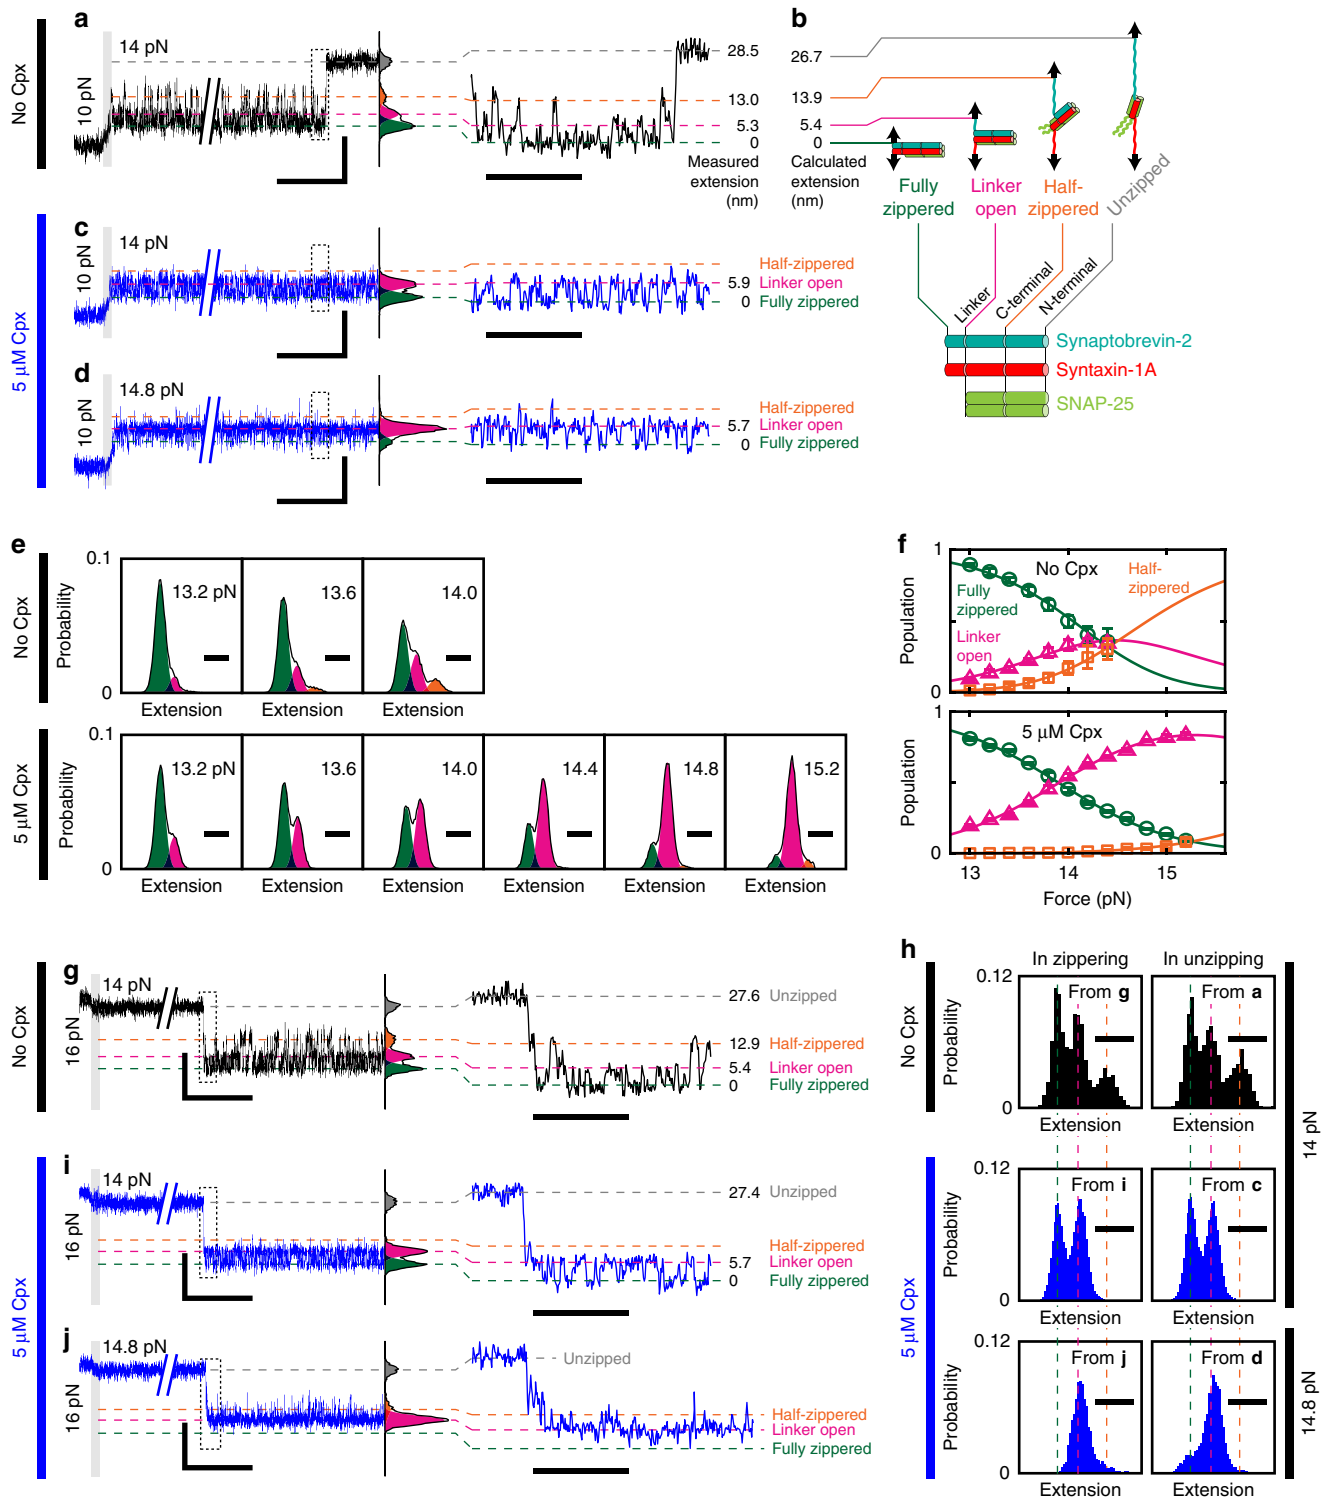 a
No Cpx
14 pN
10 pN
28.5
13.0
5.3
0
Measured
extension
(nm)
b
26.7
13.9
5.4
0
Calculated
extension
(nm)
Fully
zippered
Linker
open
Half-
zippered
Unzipped
Linker
C-terminal
N-terminal
Synaptobrevin-2
Syntaxin-1A
SNAP-25
5 μM Cpx
c
14 pN
10 pN
Half-zippered
5.9 Linker open
0 Fully zippered
d
14.8 pN
10 pN
Half-zippered
5.7 Linker open
0 Fully zippered
e
No Cpx
Probability
0.1
0
13.2 pN
13.6
14.0
Extension
Extension
Extension
5 μM Cpx
Probability
0.1
0
13.2 pN
13.6
14.0
14.4
14.8
15.2
Extension
Extension
Extension
Extension
Extension
Extension
f
Population
1
0
No Cpx
Fully
zippered
Linker
open
Half-
zippered
Population
1
0
5 μM Cpx
13
14
15
Force (pN)
g
No Cpx
14 pN
16 pN
27.6 Unzipped
12.9 Half-zippered
5.4 Linker open
0 Fully zippered
5 μM Cpx
i
14 pN
16 pN
27.4 Unzipped
Half-zippered
5.7 Linker open
0 Fully zippered
j
14.8 pN
16 pN
Unzipped
Half-zippered
Linker open
Fully zippered
h
In zippering
In unzipping
No Cpx
Probability
0.12
0
From g
From a
Extension
Extension
14 pN
5 μM Cpx
Probability
0.12
0
From i
From c
Extension
Extension
Probability
0.12
0
From j
From d
Extension
Extension
14.8 pN